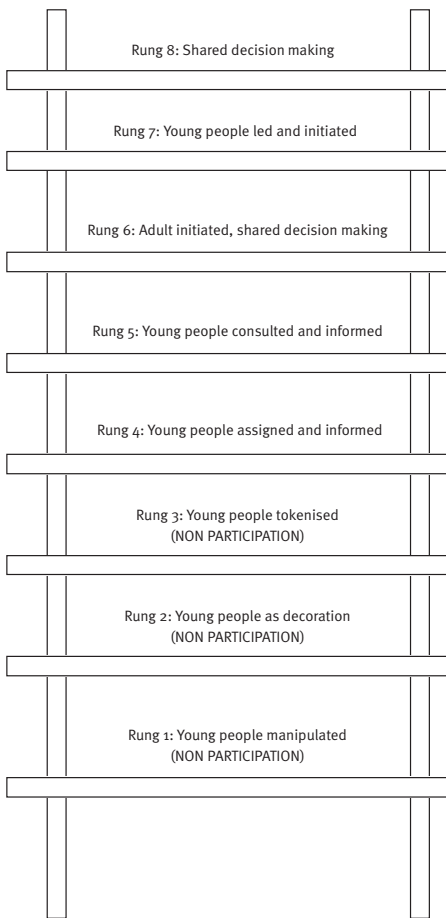 Rung 8: Shared decision making
Rung 7: Young people led and initiated
Rung 6: Adult initiated, shared decision making
Rung 5: Young people consulted and informed
Rung 4: Young people assigned and informed
Rung 3: Young people tokenised
(NON PARTICIPATION)
Rung 2: Young people as decoration
(NON PARTICIPATION)
Rung 1: Young people manipulated
(NON PARTICIPATION)